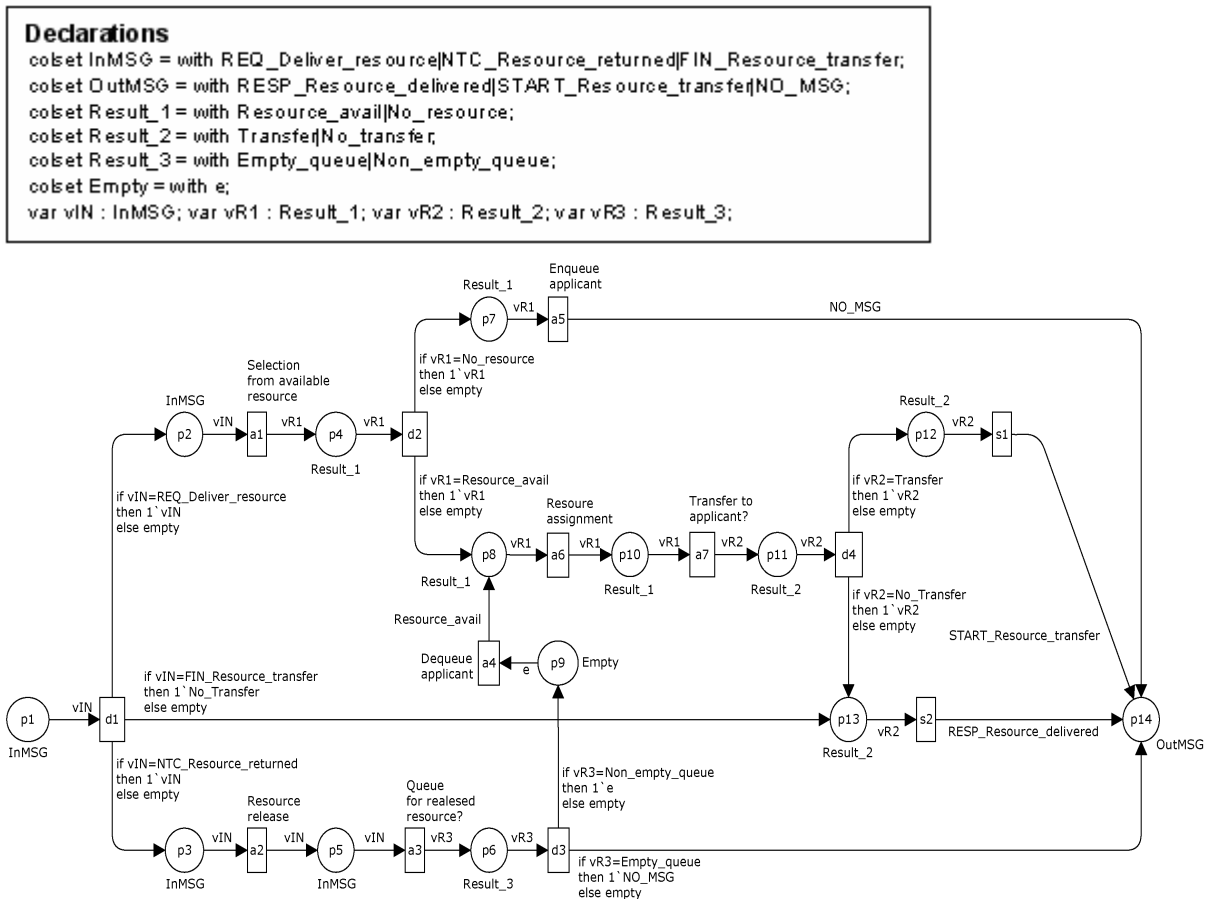 Declarations
colset InMSG = with REQ_Deliver_resource|NTC_Resource_returned|FIN_Resource_transfer;
colset OutMSG = with RESP_Resource_delivered|START_Resource_transfer|NO_MSG;
colset Result_1 = with Resource_avail|No_resource;
colset Result_2 = with Transfer|No_transfer;
colset Result_3 = with Empty_queue|Non_empty_queue;
colset Empty = with e;
var vIN : InMSG; var vR1 : Result_1; var vR2 : Result_2; var vR3 : Result_3;
Enqueue
applicant
Result_1
p7
vR1
a5
NO_MSG
if vR1=No_resource
then 1`vR1
else empty
Selection
from available
resource
InMSG
p2
vIN
a1
vR1
p4
Result_1
vR1
d2
Result_2
p12
vR2
s1
if vIN=REQ_Deliver_resource
then 1`vIN
else empty
if vR1=Resource_avail
then 1`vR1
else empty
Resoure
assignment
Transfer to
applicant?
if vR2=Transfer
then 1`vR2
else empty
p8
Result_1
vR1
a6
vR1
p10
Result_1
vR1
a7
vR2
p11
Result_2
vR2
d4
if vR2=No_Transfer
then 1`vR2
else empty
Resource_avail
START_Resource_transfer
Dequeue
applicant
a4
e
p9
Empty
if vIN=FIN_Resource_transfer
then 1`No_Transfer
else empty
p1
InMSG
vIN
d1
p13
Result_2
vR2
s2
RESP_Resource_delivered
p14
OutMSG
if vIN=NTC_Resource_returned
then 1`vIN
else empty
if vR3=Non_empty_queue
then 1`e
else empty
Resource
release
Queue
for realesed
resource?
p3
InMSG
vIN
a2
vIN
p5
InMSG
vIN
a3
vR3
p6
Result_3
vR3
d3
if vR3=Empty_queue
then 1`NO_MSG
else empty